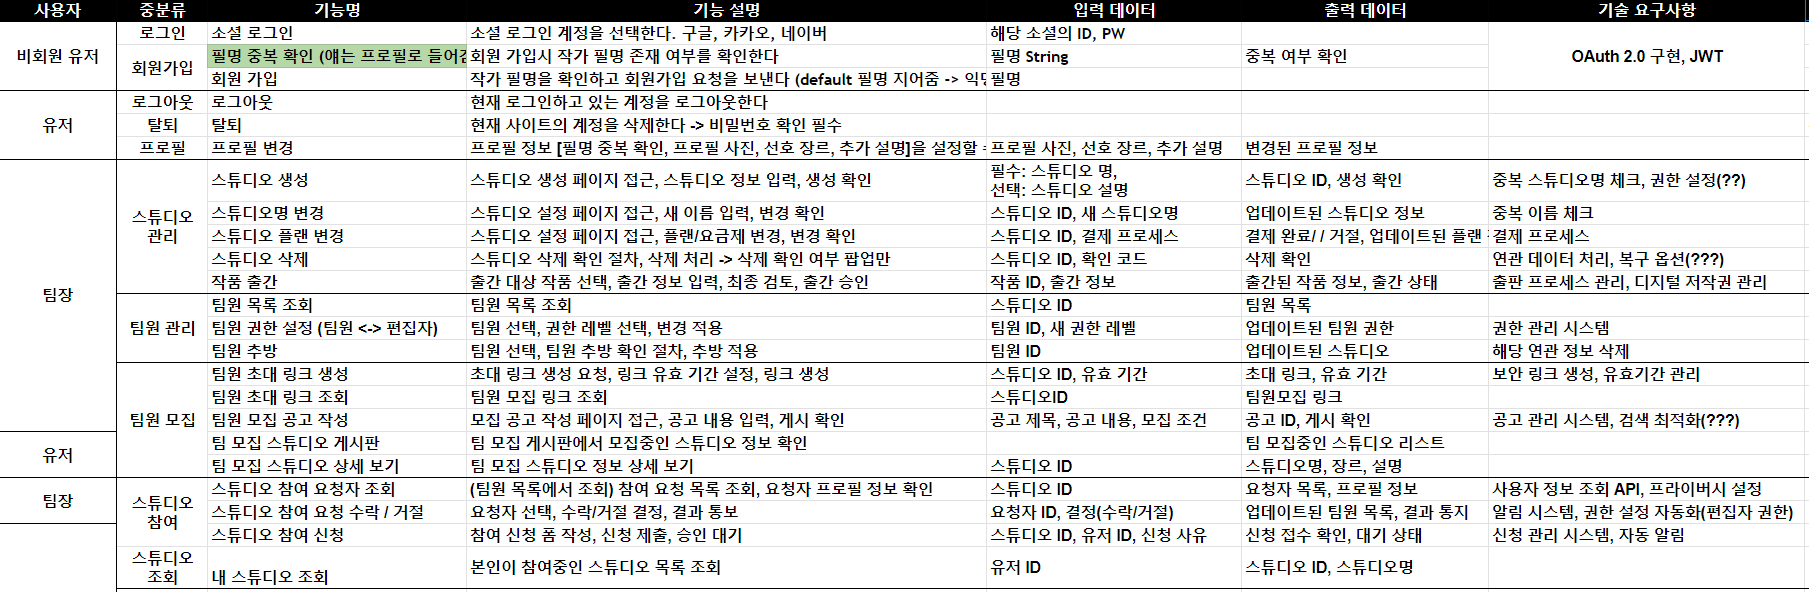 사용자 중분류 기능명 기능 설명 입력 데이터 출력 데이터 기술 요구사항
비회원 유저 로그인 소셜 로그인 소셜 로그인 계정을 선택한다. 구글, 카카오, 네이버 해당 소셜의 ID, PW OAuth 2.0 구현, JWT
회원가입 필명 중복 확인 (얘는 프로필로 들어 회원 가입시 작가 필명 존재 여부를 확인한다 필명 String 중복 여부 확인
회원 가입 작가 필명을 확인하고 회원가입 요청을 보낸다 (default 필명 지어줌 -> 필명
유저 로그아웃 로그아웃 현재 로그인하고 있는 계정을 로그아웃한다
탈퇴 탈퇴 현재 사이트의 계정을 삭제한다 -> 비밀번호 확인 필수
프로필 프로필 변경 프로필 정보 [필명 중복 확인, 프로필 사진, 선호 장르, 추가 설명]을 설정할 프로필 사진, 선호 장르, 추가 설명 변경된 프로필 정보
팀장 스튜디오 관리 스튜디오 생성 스튜디오 생성 페이지 접근, 스튜디오 정보 입력, 생성 확인 필수: 스튜디오 명,
선택: 스튜디오 설명 스튜디오 ID, 생성 확인 중복 스튜디오명 체크, 권한 설정(??)
스튜디오명 변경 스튜디오 설정 페이지 접근, 새 이름 입력, 변경 확인 스튜디오 ID, 새 스튜디오명 업데이트된 스튜디오 정보 중복 이름 체크
스튜디오 플랜 변경 스튜디오 설정 페이지 접근, 플랜/요금제 변경, 변경 확인 스튜디오 ID, 결제 프로세스 결제 완료/ / 거절, 업데이트된 플랜 결제 프로세스
스튜디오 삭제 스튜디오 삭제 확인 절차, 삭제 처리 -> 삭제 확인 여부 팝업만 스튜디오 ID, 확인 코드 삭제 확인 연관 데이터 처리, 복구 옵션(???)
작품 출간 출간 대상 작품 선택, 출간 정보 입력, 최종 검토, 출간 승인 작품 ID, 출간 정보 출간된 작품 정보, 출간 상태 출판 프로세스 관리, 디지털 저작권 관리
팀원 관리 팀원 목록 조회 팀원 목록 조회 스튜디오 ID 팀원 목록
팀원 권한 설정 (팀원 <-> 편집자) 팀원 선택, 권한 레벨 선택, 변경 적용 팀원 ID, 새 권한 레벨 업데이트된 팀원 권한 권한 관리 시스템
팀원 추방 팀원 선택, 팀원 추방 확인 절차, 추방 적용 팀원 ID 업데이트된 스튜디오 해당 연관 정보 삭제
팀원 모집 팀원 초대 링크 생성 초대 링크 생성 요청, 링크 유효 기간 설정, 링크 생성 스튜디오 ID, 유효 기간 초대 링크, 유효 기간 보안 링크 생성, 유효기간 관리
팀원 초대 링크 조회 팀원 모집 링크 조회 스튜디오ID 팀원모집 링크
팀원 모집 공고 작성 모집 공고 작성 페이지 접근, 공고 내용 입력, 게시 확인 공고 제목, 공고 내용, 모집 조건 공고 ID, 게시 확인 공고 관리 시스템, 검색 최적화(???)
유저 팀 모집 스튜디오 게시판 팀 모집 게시판에서 모집중인 스튜디오 정보 확인 팀 모집중인 스튜디오 리스트
팀 모집 스튜디오 상세 보기 팀 모집 스튜디오 정보 상세 보기 스튜디오 ID 스튜디오명, 장르, 설명
팀장 스튜디오 참여 스튜디오 참여 요청자 조회 (팀원 목록에서 조회) 참여 요청 목록 조회, 요청자 프로필 정보 확인 스튜디오 ID 요청자 목록, 프로필 정보 사용자 정보 조회 API, 프라이버시 설정
스튜디오 참여 요청 수락 / 거절 요청자 선택, 수락/거절 결정, 결과 통보 요청자 ID, 결정(수락/거절) 업데이트된 팀원 목록, 결과 통지 알림 시스템, 권한 설정 자동화(편집자 권한)
스튜디오 참여 신청 참여 신청 폼 작성, 신청 제출, 승인 대기 스튜디오 ID, 유저 ID, 신청 사유 신청 접수 확인, 대기 상태 신청 관리 시스템, 자동 알림
스튜디오 조회 내 스튜디오 조회 본인이 참여중인 스튜디오 목록 조회 유저 ID 스튜디오 ID, 스튜디오명